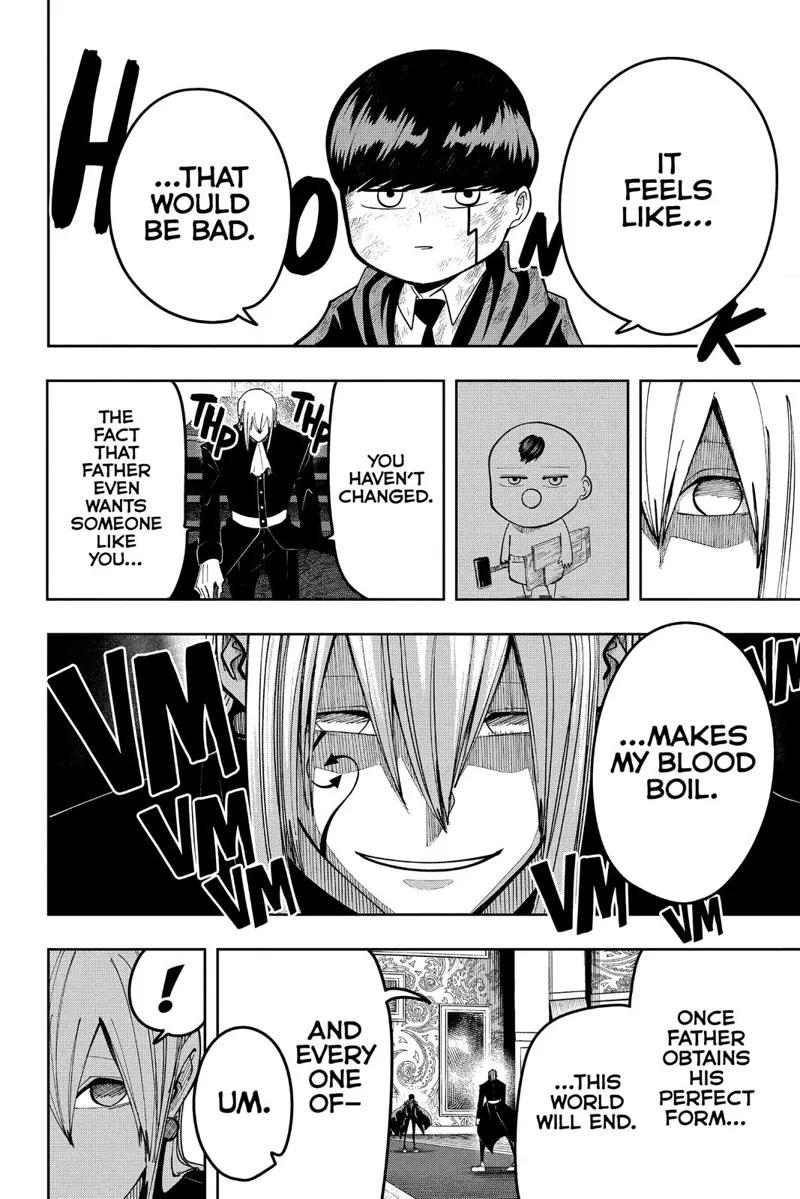 IT
FEELS
LIKE...
...THAT
WOULD
BE BAD.
HONK
YOU
HAVEN'T
CHANGED.
THP
THP
THE
FACT
THAT
FATHER
EVEN
WANTS
SOMEONE
LIKE
YOU...
...MAKES
MY BLOOD
BOIL.
VM
VM
VM
VM
VM
VM
ONCE
FATHER
OBTAINS
HIS
PERFECT
FORM...
...THIS
WORLD
WILL END.
AND
EVERY
ONE
OF–
UM.
!